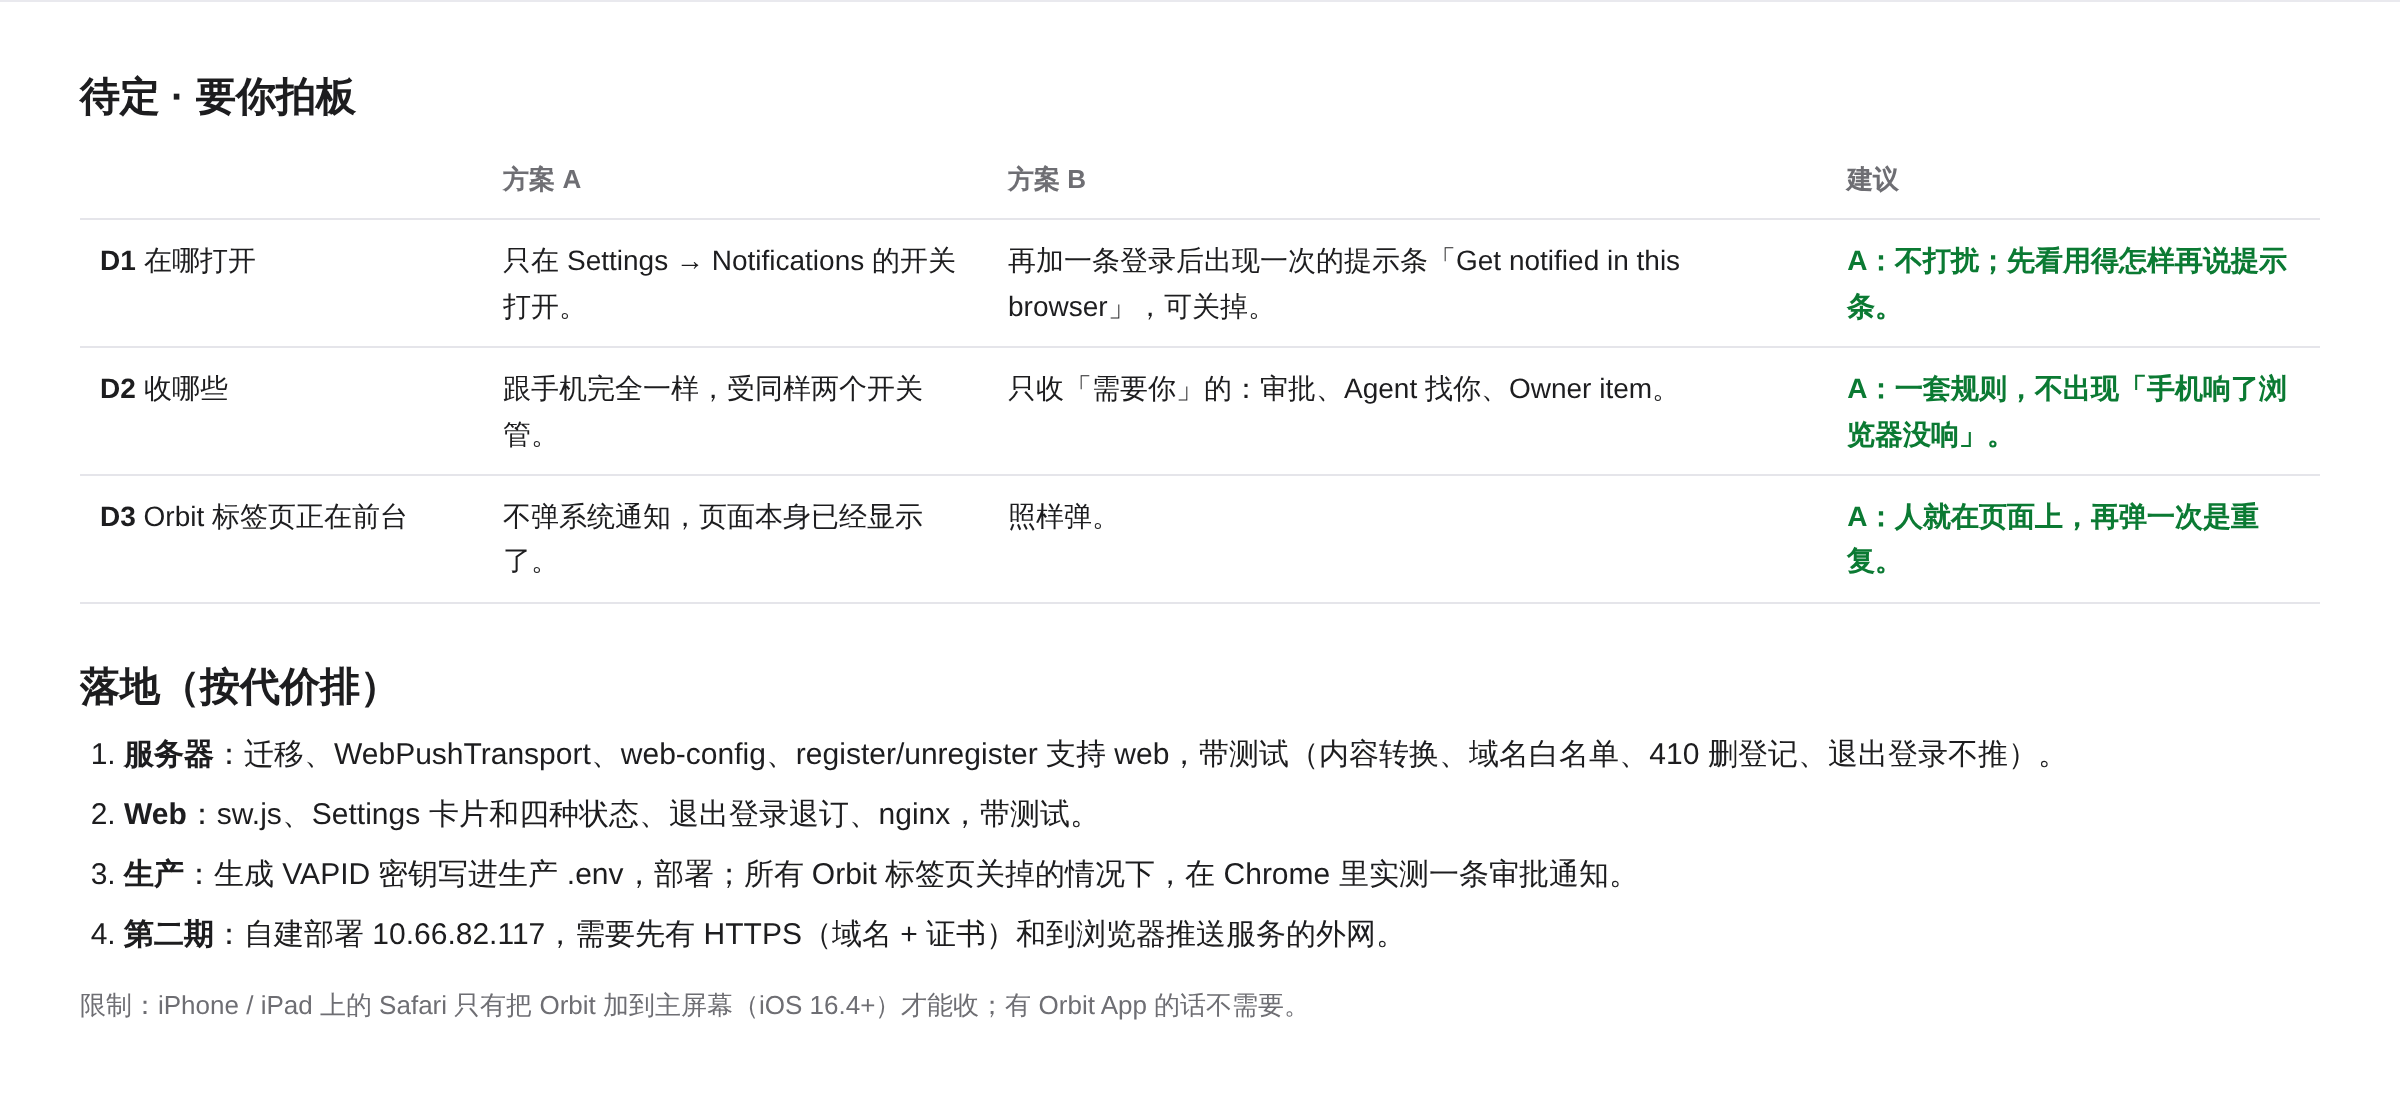 待定 · 要你拍板
方案 A
方案 B
建议
D1 在哪打开
只在 Settings → Notifications 的开关
打开。
再加一条登录后出现一次的提示条「Get notified in this
browser」，可关掉。
A：不打扰；先看用得怎样再说提示
条。
D2 收哪些
跟手机完全一样，受同样两个开关
管。
只收「需要你」的：审批、Agent 找你、Owner item。
A：一套规则，不出现「手机响了浏
览器没响」。
D3 Orbit 标签页正在前台
不弹系统通知，页面本身已经显示
了。
照样弹。
A：人就在页面上，再弹一次是重
复。
落地（按代价排）
1. 服务器：迁移、WebPushTransport、web-config、register/unregister 支持 web，带测试（内容转换、域名白名单、410 删登记、退出登录不推）。
2. Web：sw.js、Settings 卡片和四种状态、退出登录退订、nginx，带测试。
3. 生产：生成 VAPID 密钥写进生产 .env，部署；所有 Orbit 标签页关掉的情况下，在 Chrome 里实测一条审批通知。
4. 第二期：自建部署 10.66.82.117，需要先有 HTTPS（域名 + 证书）和到浏览器推送服务的外网。
限制：iPhone / iPad 上的 Safari 只有把 Orbit 加到主屏幕（iOS 16.4+）才能收；有 Orbit App 的话不需要。